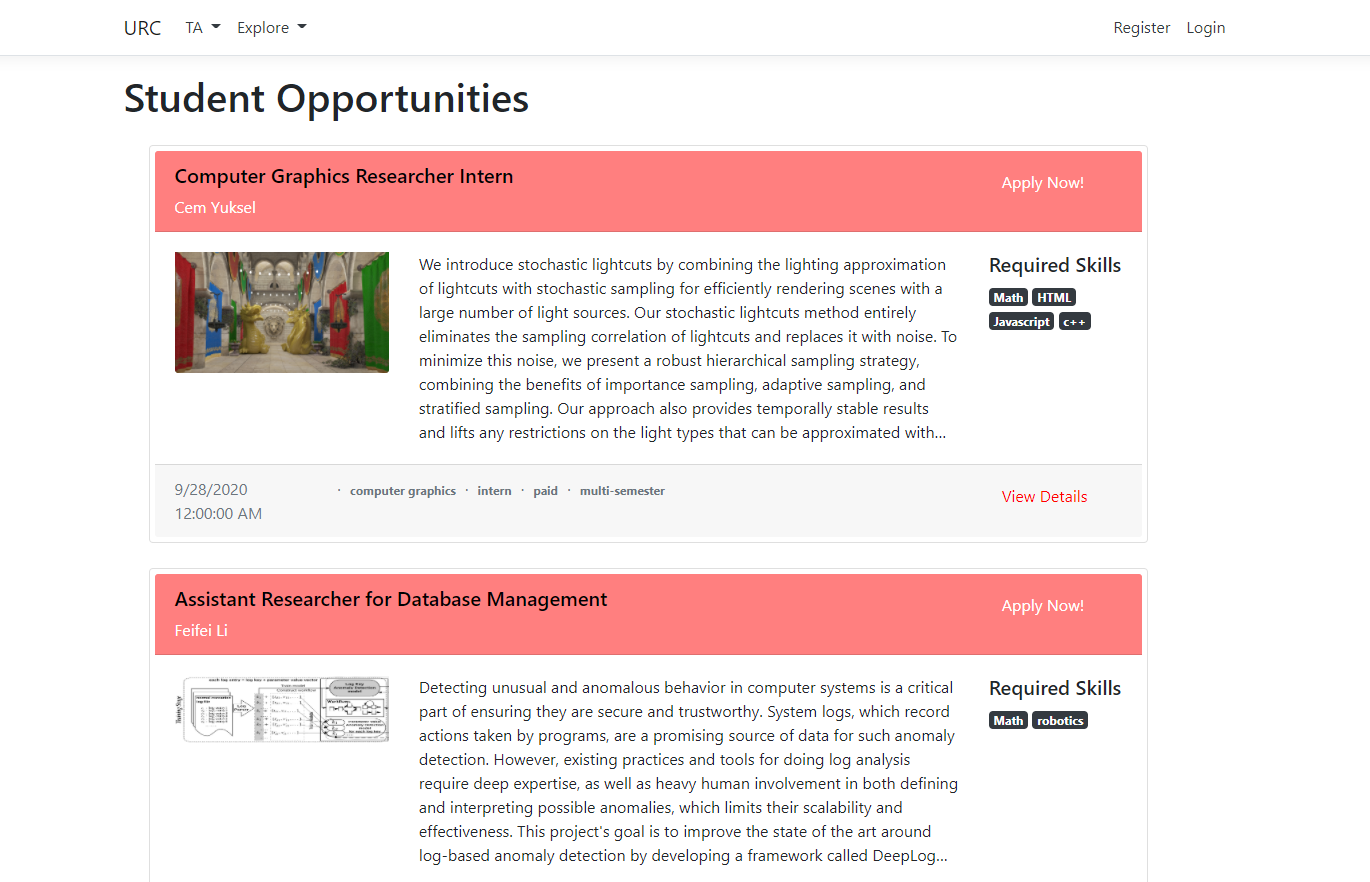 URC TA Explore Register Login
Student Opportunities
Computer Graphics Researcher Intern
Cem Yuksel
Apply Now!
We introduce stochastic lightcuts by combining the lighting approximation
of lightcuts with stochastic sampling for efficiently rendering scenes with a
large number of light sources. Our stochastic lightcuts method entirely
eliminates the sampling correlation of lightcuts and replaces it with noise. To
minimize this noise, we present a robust hierarchical sampling strategy,
combining the benefits of importance sampling, adaptive sampling, and
stratified sampling. Our approach also provides temporally stable results
and lifts any restrictions on the light types that can be approximated with...
Required Skills
Math HTML
Javascript c++
9/28/2020
12:00:00 AM
· computer graphics · intern · paid · multi-semester
View Details
Assistant Researcher for Database Management
Feifei Li
Apply Now!
Detecting unusual and anomalous behavior in computer systems is a critical
part of ensuring they are secure and trustworthy. System logs, which record
actions taken by programs, are a promising source of data for such anomaly
detection. However, existing practices and tools for doing log analysis
require deep expertise, as well as heavy human involvement in both defining
and interpreting possible anomalies, which limits their scalability and
effectiveness. This project's goal is to improve the state of the art around
log-based anomaly detection by developing a framework called DeepLog...
Required Skills
Math robotics